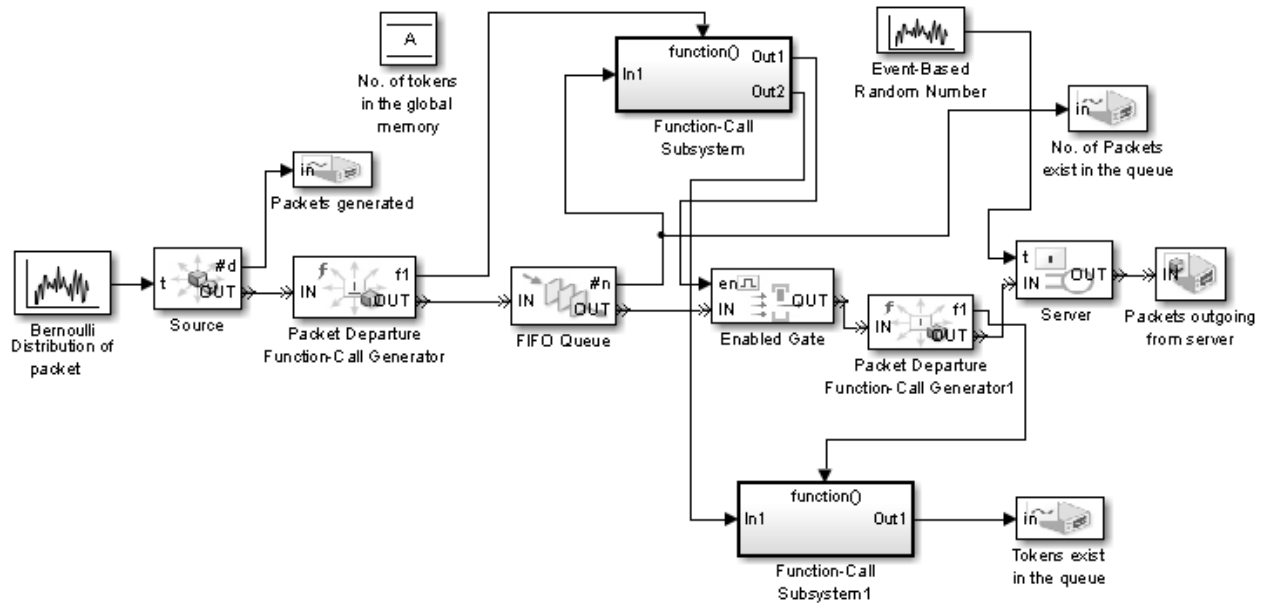 A
No. of tokens
in the global
memory
function()
In1
Out1
Out2
Function-Call
Subsystem
Event-Based
Random Number
in
No. of Packets
exist in the queue
in
Packets generated
Bernoulli
Distribution of
packet
t
#d
OUT
Source
f
f1
IN
OUT
Packet Departure
Function-Call Generator
#n
IN
OUT
FIFO Queue
en
IN
OUT
Enabled Gate
f
f1
IN
OUT
Packet Departure
Function-Call Generator1
t
IN
OUT
Server
IN
Packets outgoing
from server
function()
In1
Out1
Function-Call
Subsystem1
in
Tokens exist
in the queue